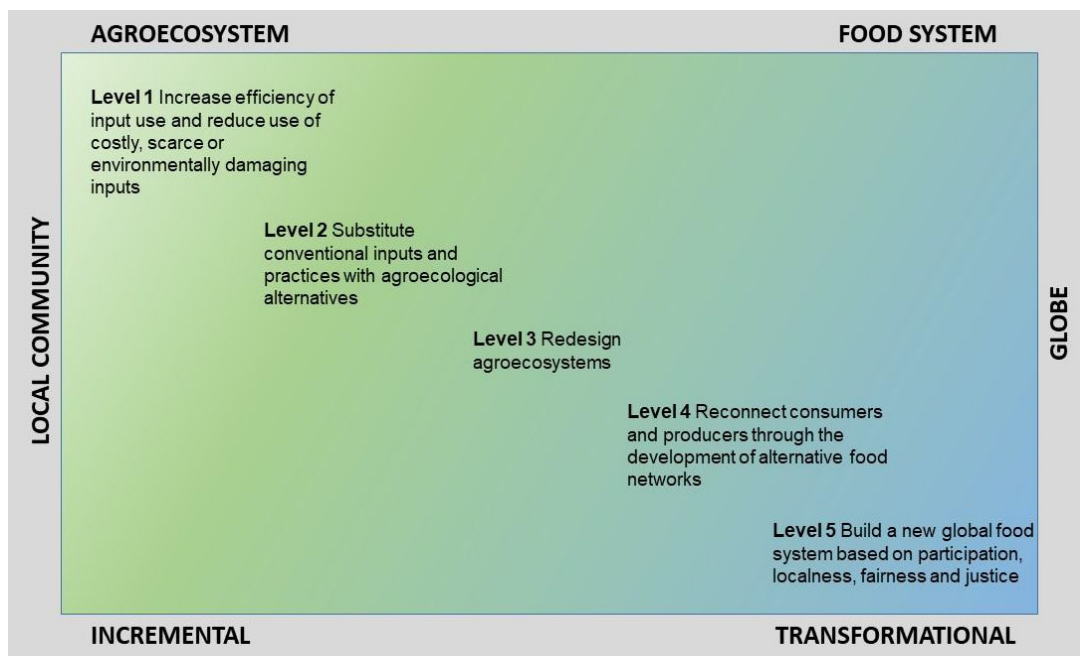 AGROECOSYSTEM
FOOD SYSTEM
LOCAL COMMUNITY
Level 1 Increase efficiency of
input use and reduce use of
costly, scarce or
environmentally damaging
inputs
Level 2 Substitute
conventional inputs and
practices with agroecological
alternatives
Level 3 Redesign
agroecosystems
Level 4 Reconnect consumers
and producers through the
development of alternative food
networks
Level 5 Build a new global food
system based on participation,
localness, fairness and justice
GLOBE
INCREMENTAL
TRANSFORMATIONAL